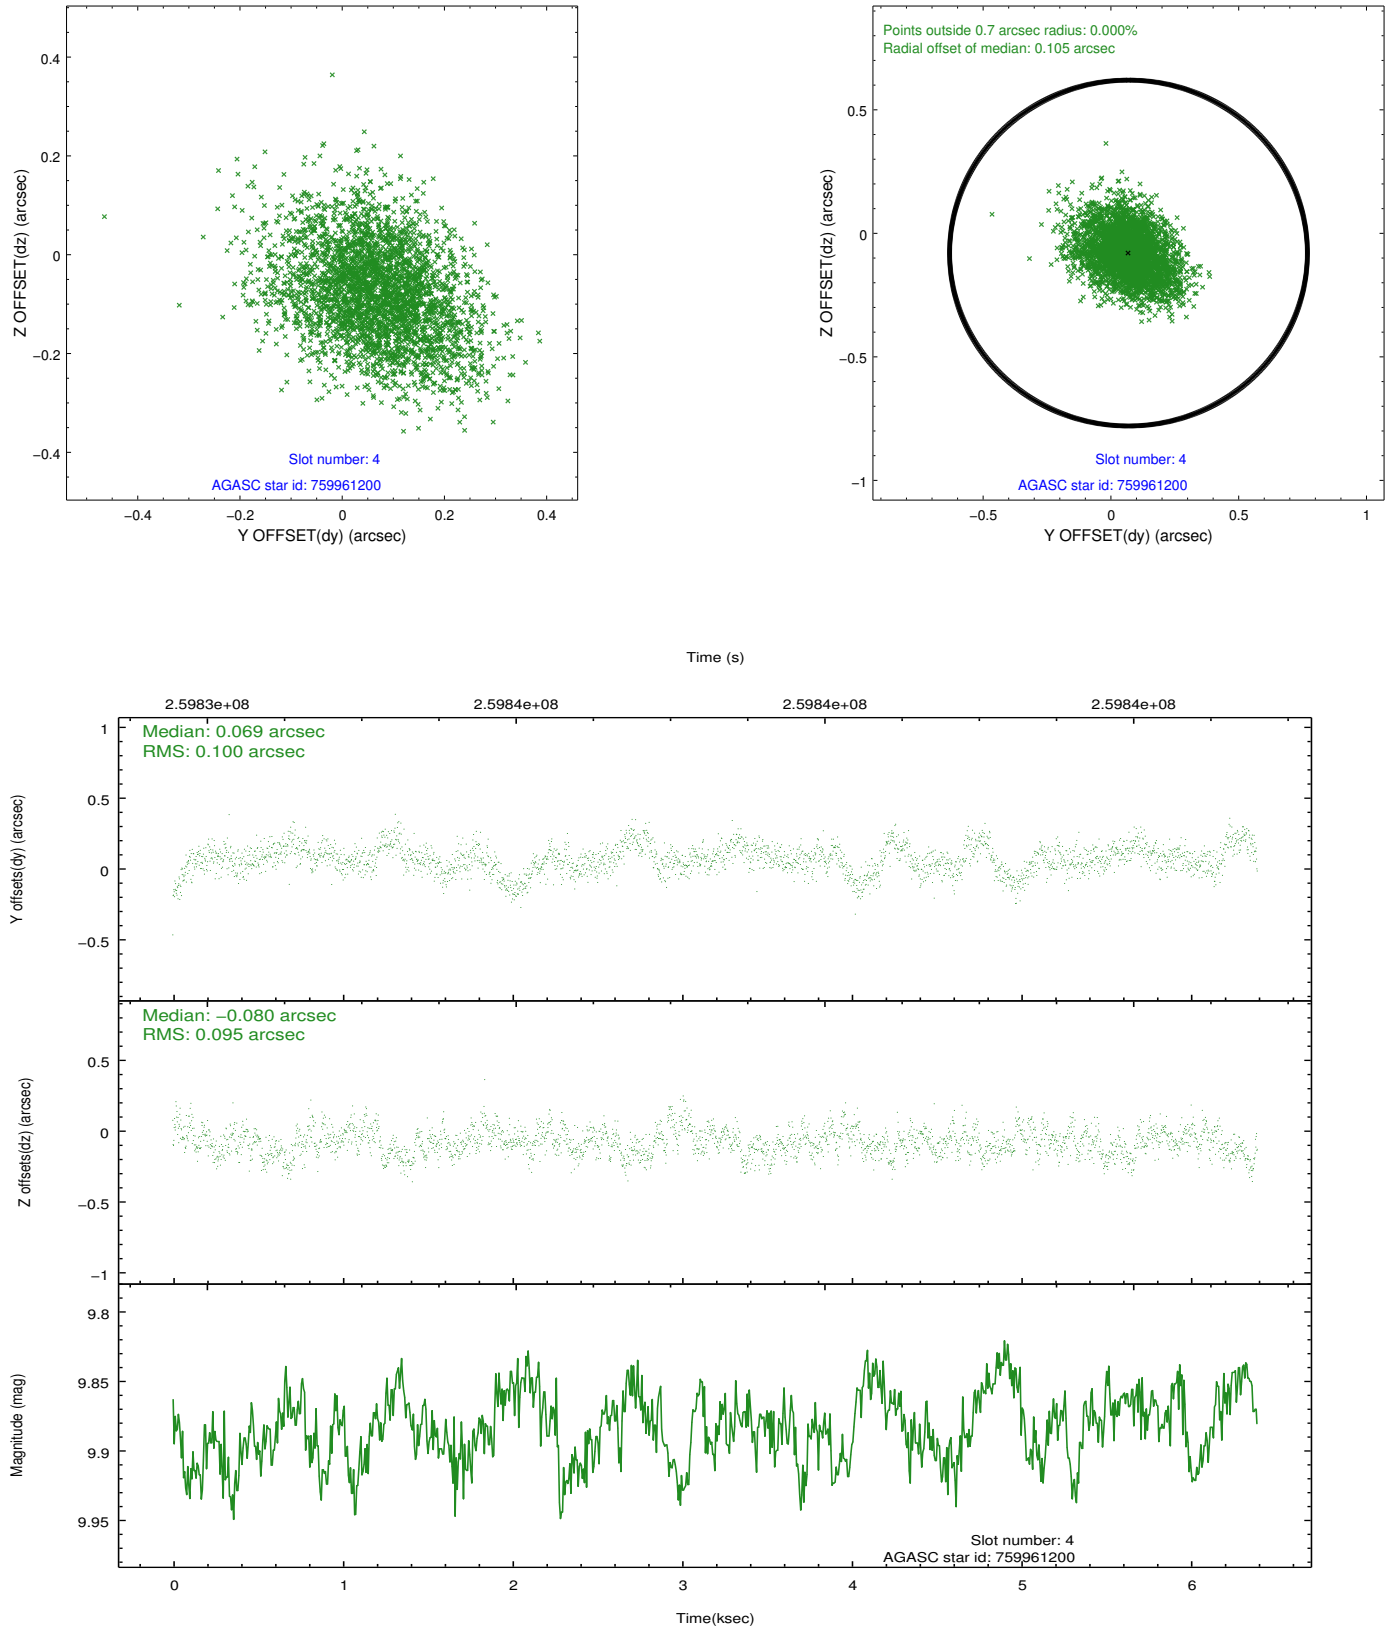 0.4
0.2
0
−0.2
−0.4
Z OFFSET(dz) (arcsec)
Slot number: 4
AGASC star id: 759961200
−0.4
−0.2
0
0.2
0.4
Y OFFSET(dy) (arcsec)
Points outside 0.7 arcsec radius: 0.000%
Radial offset of median: 0.105 arcsec
0.5
0
−0.5
−1
Z OFFSET(dz) (arcsec)
Slot number: 4
AGASC star id: 759961200
−0.5
0
0.5
1
Y OFFSET(dy) (arcsec)
Time (s)
2.5983e+08
2.5984e+08
2.5984e+08
2.5984e+08
Median: 0.069 arcsec
RMS: 0.100 arcsec
1
0.5
0
−0.5
Y offsets(dy) (arcsec)
Median: −0.080 arcsec
RMS: 0.095 arcsec
0.5
0
−0.5
−1
Z offsets(dz) (arcsec)
9.8
9.85
9.9
9.95
Magnitude (mag)
Slot number: 4
AGASC star id: 759961200
0
1
2
3
4
5
6
Time(ksec)